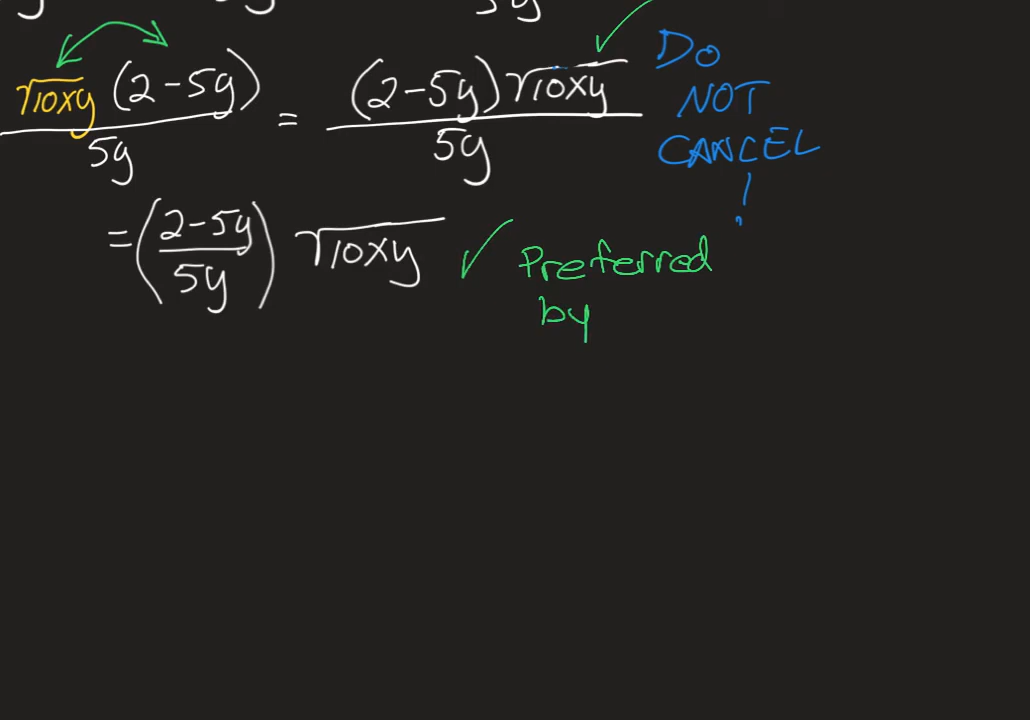 √10xy (2-5y) / 5y = (2-5y)√10xy / 5y
DO
NOT
CANCEL
!
= (2-5y / 5y) √10xy ✓ Preferred
by